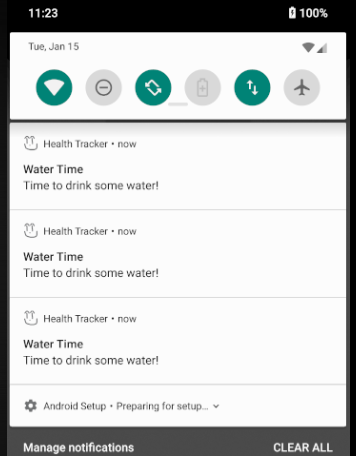 11:23 100%
Tue, Jan 15
Health Tracker • now
Water Time
Time to drink some water!
Health Tracker • now
Water Time
Time to drink some water!
Health Tracker • now
Water Time
Time to drink some water!
Android Setup • Preparing for setup...
Manage notifications CLEAR ALL